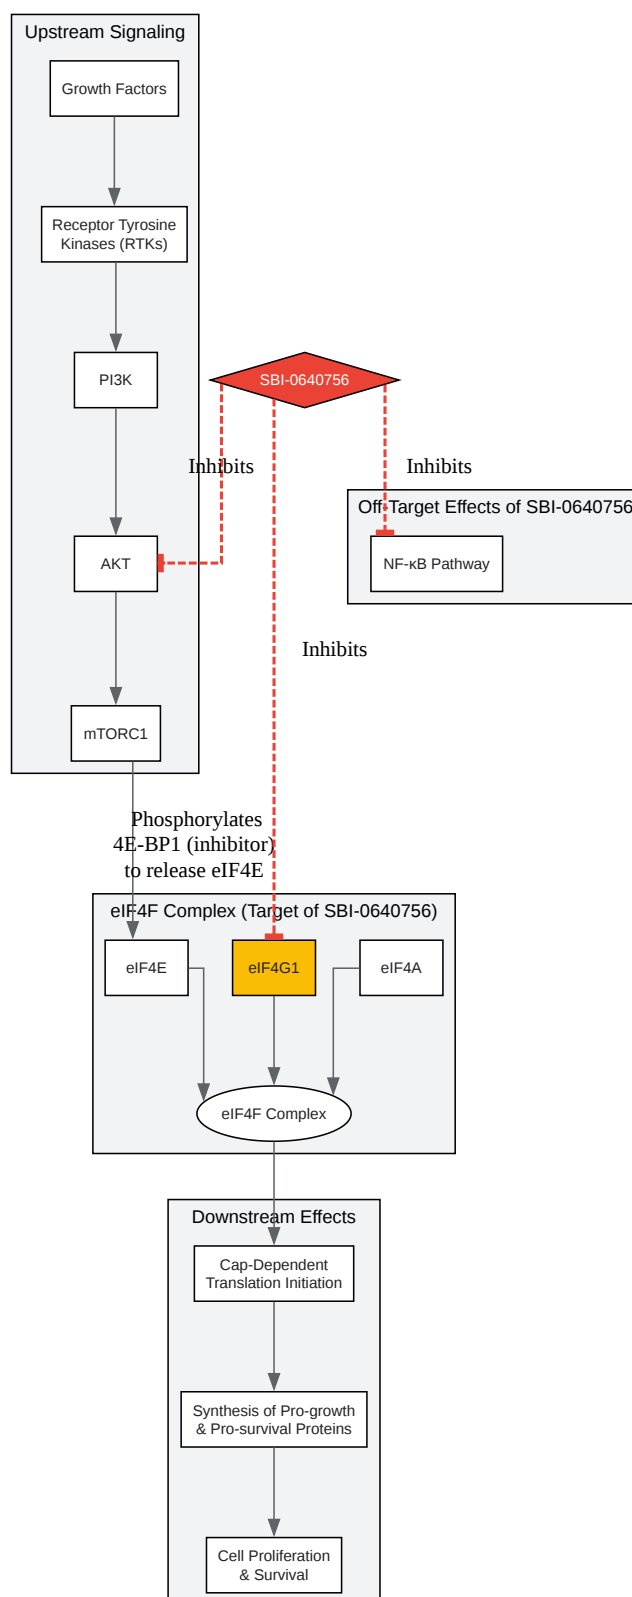 Upstream Signaling
Growth Factors
Receptor Tyrosine
Kinases (RTKs)
PI3K
SBI-0640756
Inhibits
Inhibits
Off-Target Effects of SBI-0640756
AKT
NF-κB Pathway
Inhibits
mTORC1
Phosphorylates
4E-BP1 (inhibitor)
to release eIF4E
eIF4F Complex (Target of SBI-0640756)
eIF4E
eIF4G1
eIF4A
eIF4F Complex
Downstream Effects
Cap-Dependent
Translation Initiation
Synthesis of Pro-growth
& Pro-survival Proteins
Cell Proliferation
& Survival